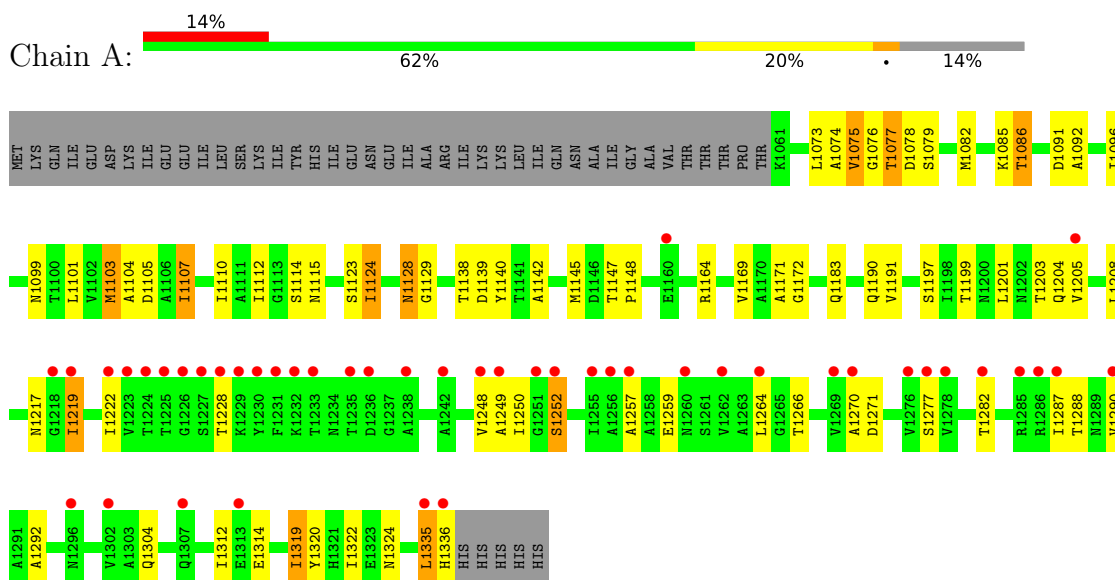 14%
Chain A:
62% 20% • 14%
MET LYS GLN ILE GLU ASP LYS ILE GLU GLU ILE LEU SER LYS ILE TYR HIS ILE GLU ASN GLU ILE ALA ARG ILE LYS LYS LEU ILE GLN ASN ALA ILE GLY ALA VAL THR THR THR PRO THR K1061 L1073 A1074 V1075 G1076 T1077 D1078 S1079 M1082 K1085 T1086 D1091 A1092
N1099 T1100 L1101 V1102 M1103 A1104 D1105 A1106 I1107 I1110 A1111 I1112 G1113 S1114 N1115 S1123 I1124 N1128 G1129 T1138 D1139 Y1140 T1141 A1142 M1145 D1146 T1147 P1148 E1160 R1164 V1169 A1170 A1171 G1172 Q1183 Q1190 V1191 S1197 I1198 T1199 N1200 L1201 N1202 T1203 Q1204 V1205
N1217 G1218 I1219 I1222 V1223 T1224 T1225 G1226 S1227 T1228 K1229 Y1230 F1231 K1232 T1233 N1234 T1235 D1236 G1237 A1238 A1242 V1248 A1249 I1250 G1251 S1252 I1255 A1256 A1257 A1258 E1259 N1260 S1261 V1262 A1263 L1264 G1265 T1266 V1269 A1270 D1271 V1276 S1277 V1278 T1282 R1285 R1286 I1287 T1288 N1289
A1291 A1292 N1296 V1302 A1303 Q1304 Q1307 I1312 E1313 E1314 I1319 Y1320 H1321 I1322 E1323 N1324 L1335 H1336 HIS HIS HIS HIS HIS